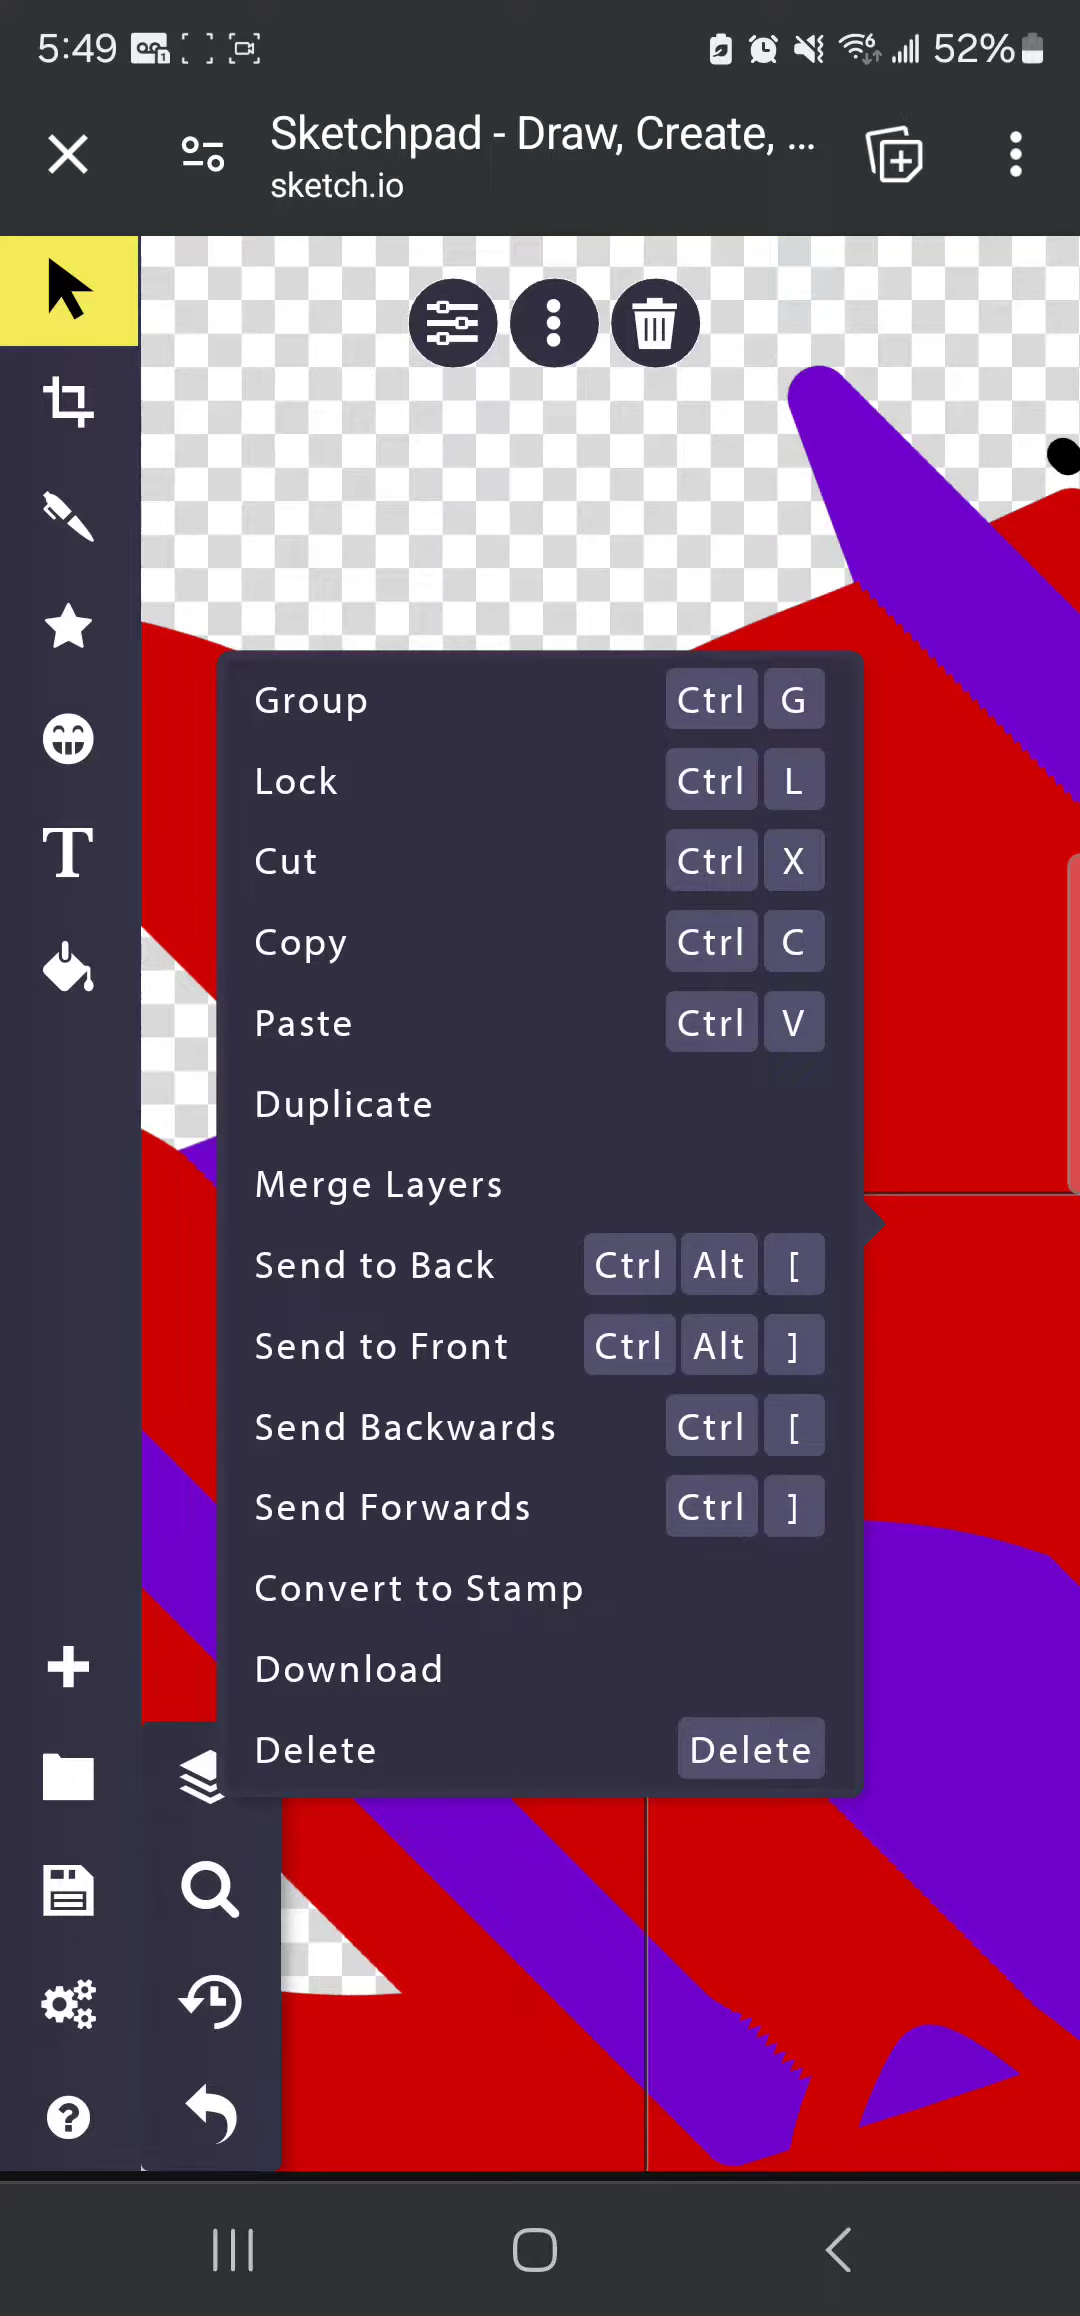 5:49 52%
Sketchpad - Draw, Create, ...
sketch.io
Group Ctrl G
Lock Ctrl L
Cut Ctrl X
Copy Ctrl C
Paste Ctrl V
Duplicate
Merge Layers
Send to Back Ctrl Alt [
Send to Front Ctrl Alt ]
Send Backwards Ctrl [
Send Forwards Ctrl ]
Convert to Stamp
Download
Delete Delete